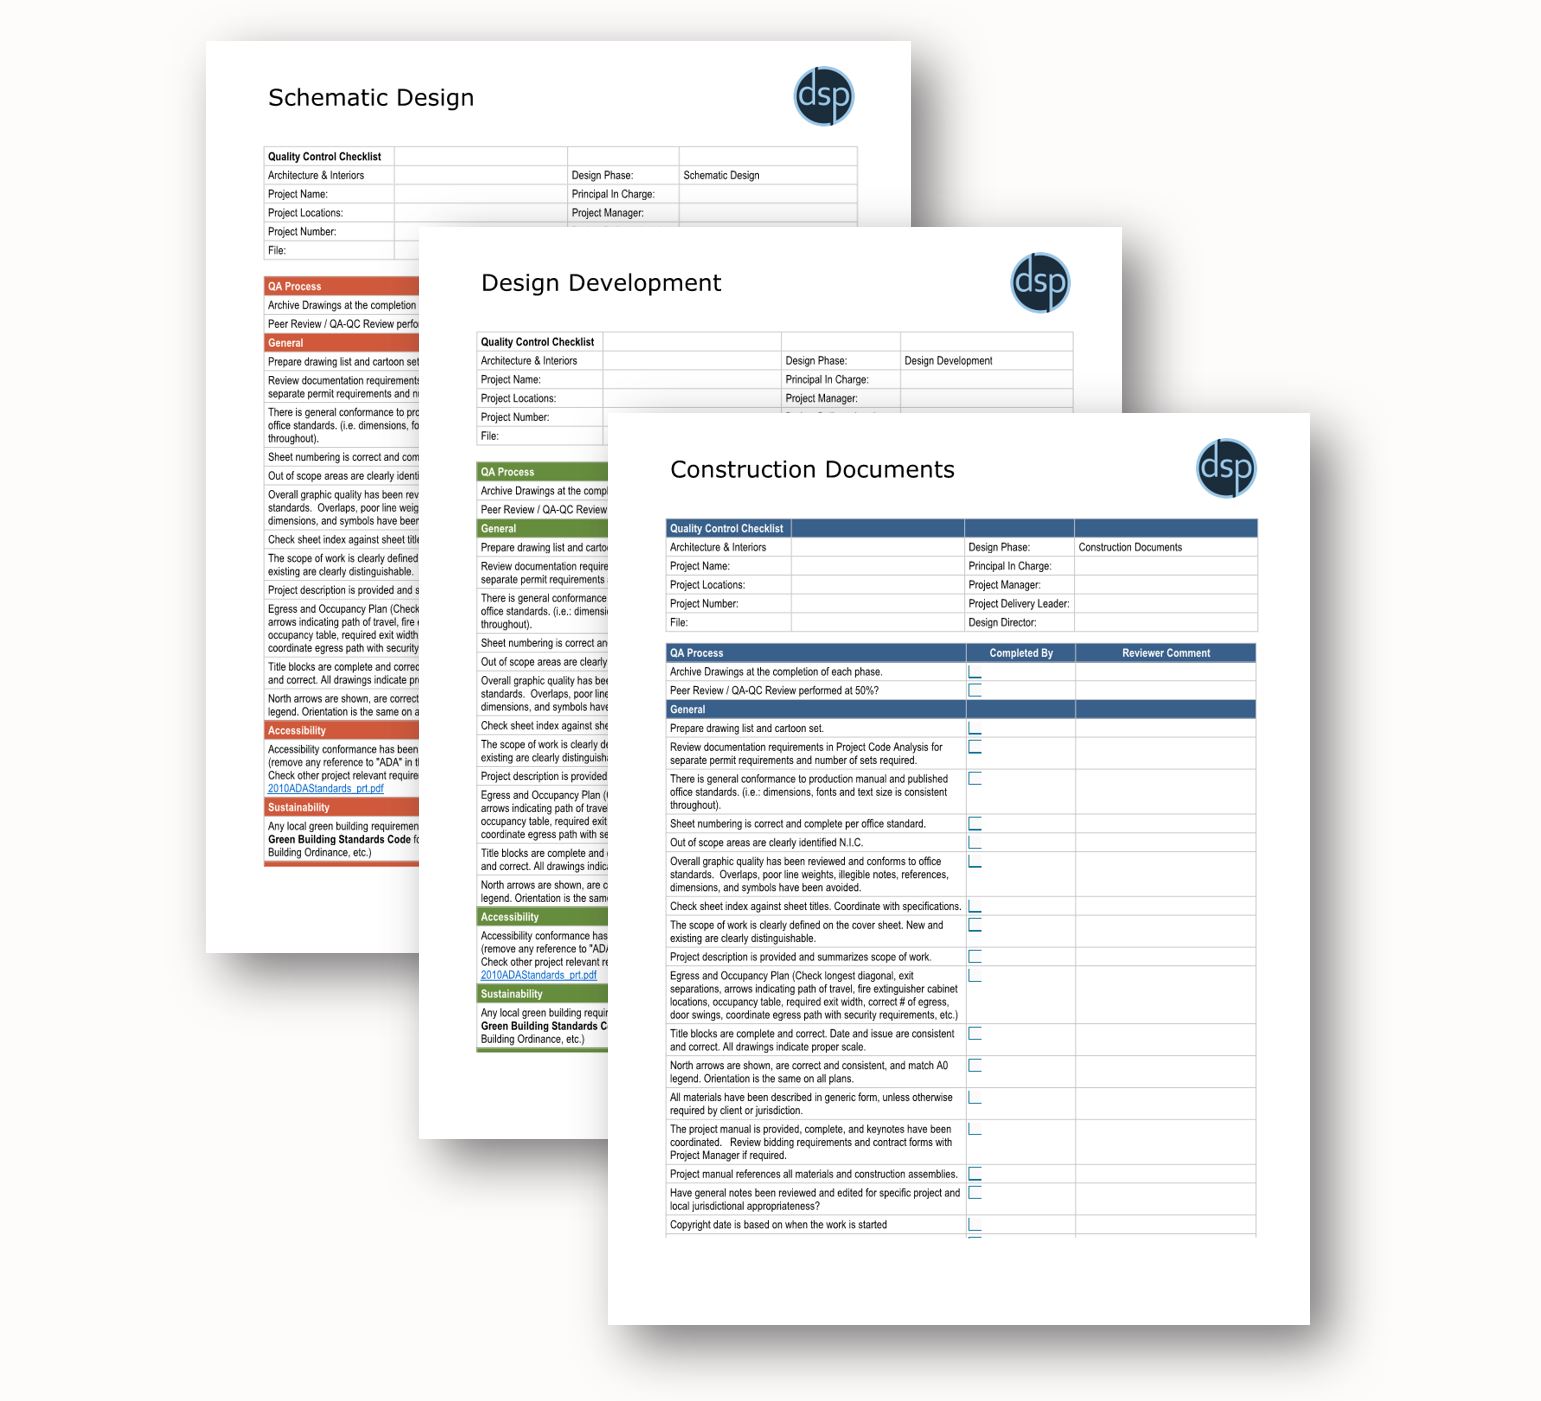 Schematic Design
dsp
Quality Control Checklist
Architecture & Interiors Design Phase: Schematic Design
Project Name: Principal In Charge:
Project Locations: Project Manager:
Project Number:
File:
QA Process
Archive Drawings at the completion
Peer Review / QA-QC Review perfo
General
Prepare drawing list and cartoon set
Review documentation requirements
separate permit requirements and nu
There is general conformance to pro
office standards. (i.e. dimensions, fo
throughout).
Sheet numbering is correct and com
Out of scope areas are clearly identi
Overall graphic quality has been rev
standards. Overlaps, poor line weig
dimensions, and symbols have been
Check sheet index against sheet title
The scope of work is clearly defined
existing are clearly distinguishable.
Project description is provided and s
Egress and Occupancy Plan (Check
arrows indicating path of travel, fire e
occupancy table, required exit width
coordinate egress path with security
Title blocks are complete and correc
and correct. All drawings indicate pr
North arrows are shown, are correct
legend. Orientation is the same on a
Accessibility
Accessibility conformance has been
(remove any reference to "ADA" in th
Check other project relevant require
2010ADAStandards_prt.pdf
Sustainability
Any local green building requiremen
Green Building Standards Code fo
Building Ordinance, etc.)
Design Development
dsp
Quality Control Checklist
Architecture & Interiors Design Phase: Design Development
Project Name: Principal In Charge:
Project Locations: Project Manager:
Project Number:
File:
QA Process
Archive Drawings at the compl
Peer Review / QA-QC Review
General
Prepare drawing list and carto
Review documentation require
separate permit requirements
There is general conformance
office standards. (i.e.: dimensi
throughout).
Sheet numbering is correct an
Out of scope areas are clearly
Overall graphic quality has bee
standards. Overlaps, poor line
dimensions, and symbols have
Check sheet index against she
The scope of work is clearly de
existing are clearly distinguisha
Project description is provided
Egress and Occupancy Plan (
arrows indicating path of trave
occupancy table, required exit
coordinate egress path with se
Title blocks are complete and
and correct. All drawings indica
North arrows are shown, are c
legend. Orientation is the same
Accessibility
Accessibility conformance has
(remove any reference to "ADA
Check other project relevant re
2010ADAStandards_prt.pdf
Sustainability
Any local green building requir
Green Building Standards C
Building Ordinance, etc.)
Construction Documents
dsp
Quality Control Checklist
Architecture & Interiors Design Phase: Construction Documents
Project Name: Principal In Charge:
Project Locations: Project Manager:
Project Number: Project Delivery Leader:
File: Design Director:
QA Process Completed By Reviewer Comment
Archive Drawings at the completion of each phase.
Peer Review / QA-QC Review performed at 50%?
General
Prepare drawing list and cartoon set.
Review documentation requirements in Project Code Analysis for
separate permit requirements and number of sets required.
There is general conformance to production manual and published
office standards. (i.e.: dimensions, fonts and text size is consistent
throughout).
Sheet numbering is correct and complete per office standard.
Out of scope areas are clearly identified N.I.C.
Overall graphic quality has been reviewed and conforms to office
standards. Overlaps, poor line weights, illegible notes, references,
dimensions, and symbols have been avoided.
Check sheet index against sheet titles. Coordinate with specifications.
The scope of work is clearly defined on the cover sheet. New and
existing are clearly distinguishable.
Project description is provided and summarizes scope of work.
Egress and Occupancy Plan (Check longest diagonal, exit
separations, arrows indicating path of travel, fire extinguisher cabinet
locations, occupancy table, required exit width, correct # of egress,
door swings, coordinate egress path with security requirements, etc.)
Title blocks are complete and correct. Date and issue are consistent
and correct. All drawings indicate proper scale.
North arrows are shown, are correct and consistent, and match A0
legend. Orientation is the same on all plans.
All materials have been described in generic form, unless otherwise
required by client or jurisdiction.
The project manual is provided, complete, and keynotes have been
coordinated. Review bidding requirements and contract forms with
Project Manager if required.
Project manual references all materials and construction assemblies.
Have general notes been reviewed and edited for specific project and
local jurisdictional appropriateness?
Copyright date is based on when the work is started